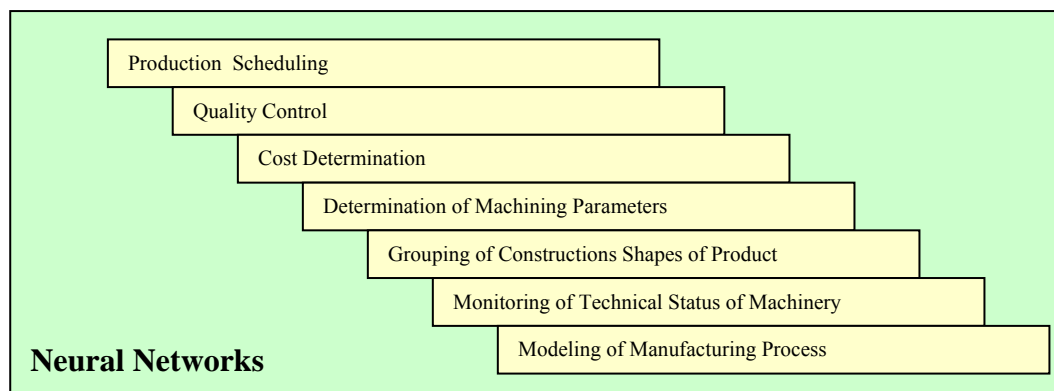 Production Scheduling
Quality Control
Cost Determination
Determination of Machining Parameters
Grouping of Constructions Shapes of Product
Monitoring of Technical Status of Machinery
Modeling of Manufacturing Process
Neural Networks